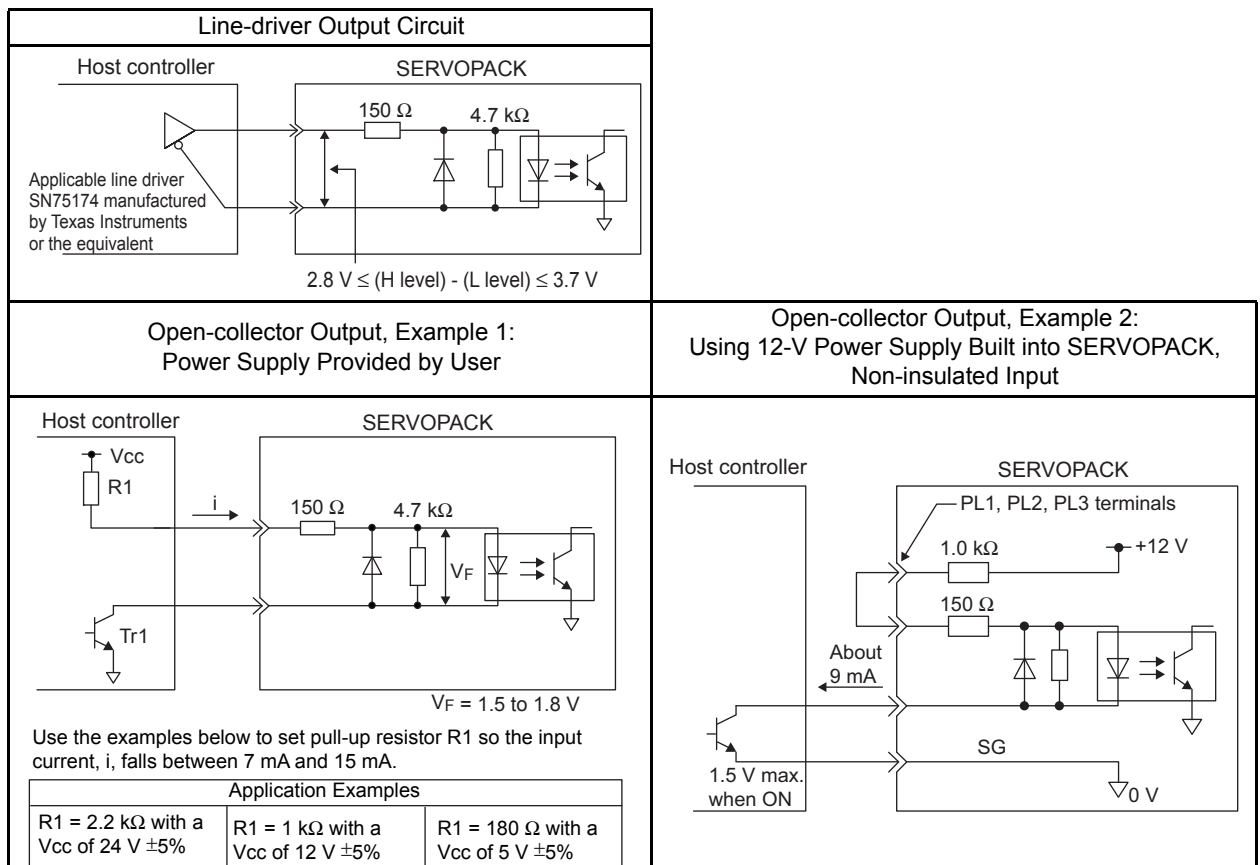 Line-driver Output Circuit
Host controller
SERVOPACK
150 Ω
4.7 kΩ
Applicable line driver
SN75174 manufactured
by Texas Instruments
or the equivalent
2.8 V ≤ (H level) - (L level) ≤ 3.7 V
Open-collector Output, Example 1:
Power Supply Provided by User
Host controller
SERVOPACK
Vcc
R1
i
150 Ω
4.7 kΩ
VF
Tr1
VF = 1.5 to 1.8 V
Use the examples below to set pull-up resistor R1 so the input
current, i, falls between 7 mA and 15 mA.
Application Examples
R1 = 2.2 kΩ with a
Vcc of 24 V ±5%
R1 = 1 kΩ with a
Vcc of 12 V ±5%
R1 = 180 Ω with a
Vcc of 5 V ±5%
Open-collector Output, Example 2:
Using 12-V Power Supply Built into SERVOPACK,
Non-insulated Input
Host controller
SERVOPACK
PL1, PL2, PL3 terminals
1.0 kΩ
+12 V
150 Ω
About
9 mA
SG
1.5 V max.
when ON
0 V